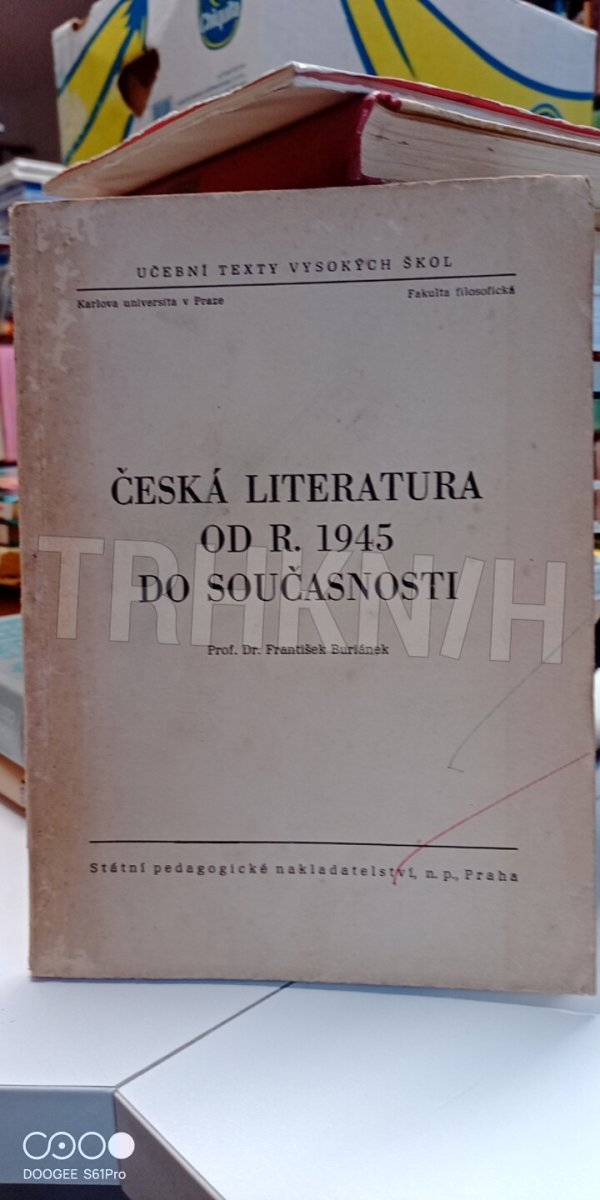 Chiquita
UČEBNÍ TEXTY VYSOKÝCH ŠKOL
Karlova universita v Praze
Fakulta filosofická
ČESKÁ LITERATURA
OD R. 1945
DO SOUČASNOSTI
TRHKNIH
Prof. Dr. František Buriánek
Státní pedagogické nakladatelství, n. p., Praha
DOOGEE S61Pro